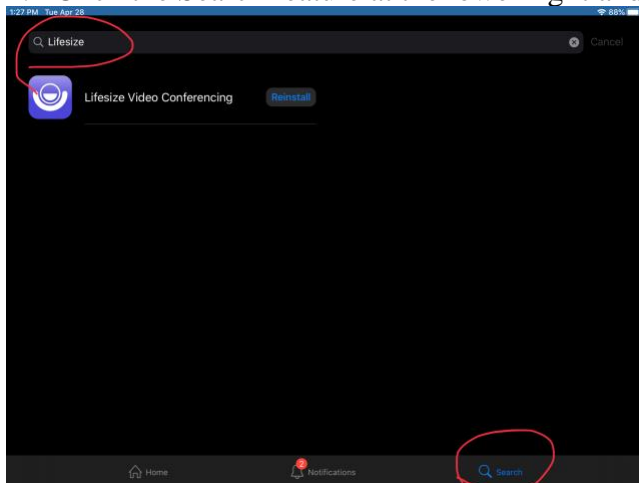 1:27 PM Tue Apr 28 88%
Lifesize Cancel
Lifesize Video Conferencing Reinstall
2
Home Notifications Search